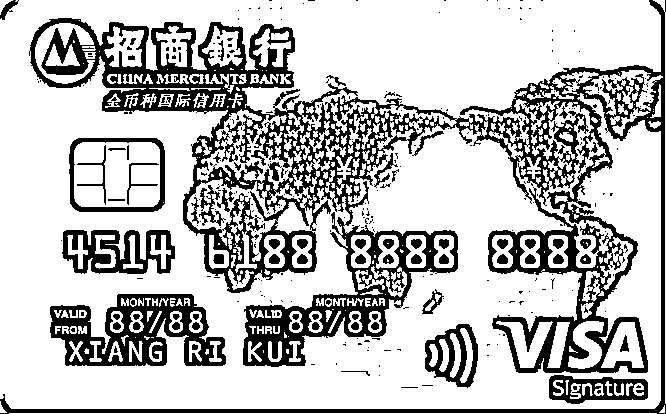 招商銀行
CHINA MERCHANTS BANK
全币种国际信用卡
4514 6188 8888 8888
MONTH/YEAR MONTH/YEAR
VALID FROM 88/88 VALID THRU 88/88
XIANG RI KUI
VISA
Signature